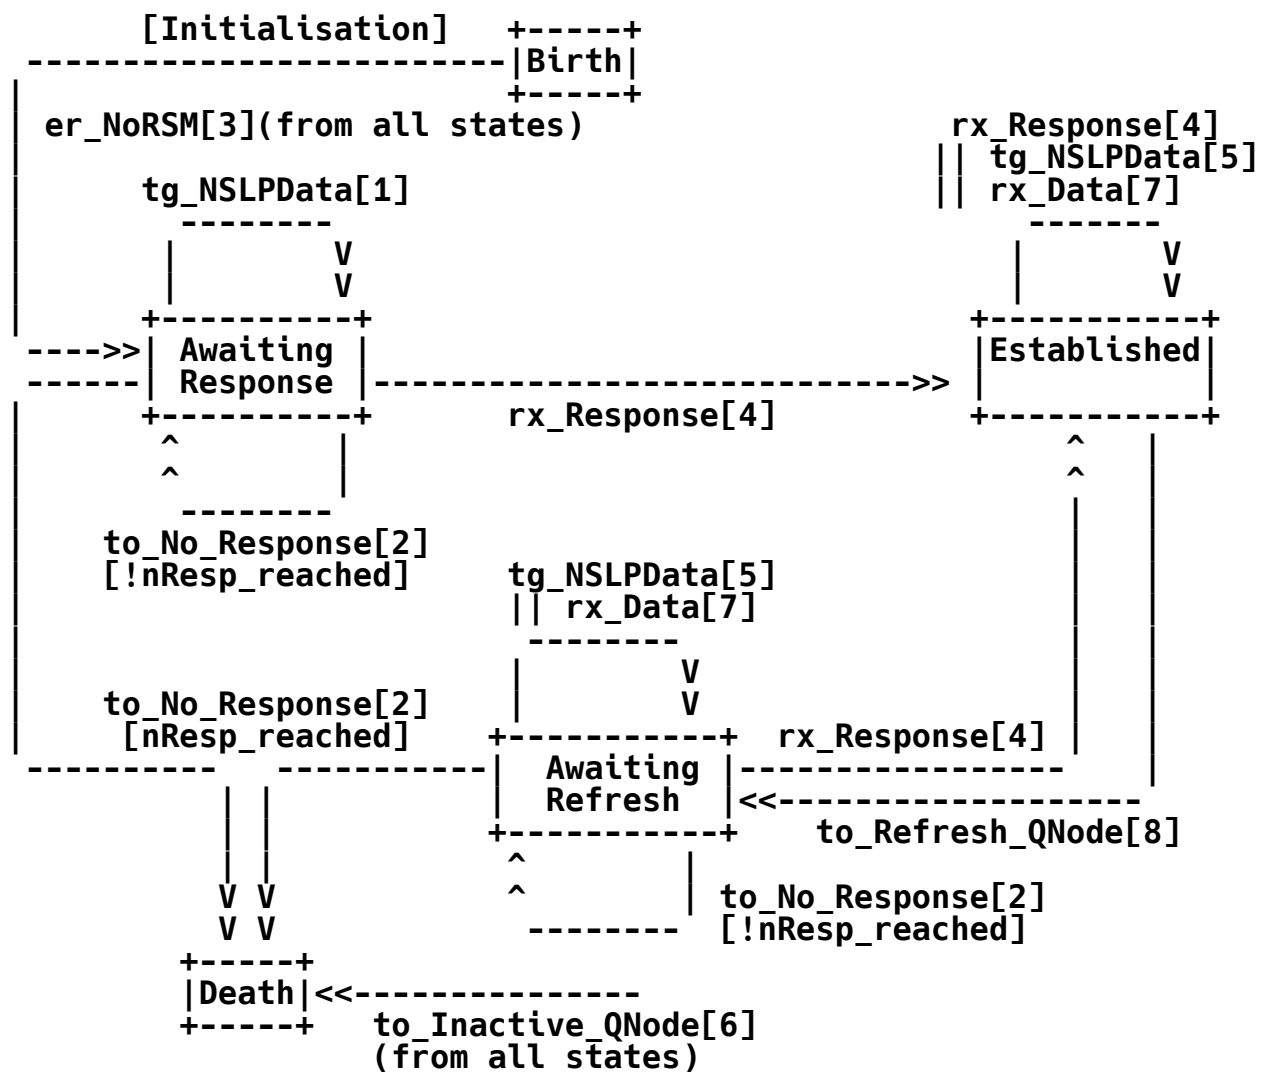 [Initialisation]
Birth
er_NoRSM[3](from all states)
rx_Response[4]
|| tg_NSLPData[5]
tg_NSLPData[1]
|| rx_Data[7]
Awaiting
Established
Response
rx_Response[4]
to_No_Response[2]
[!nResp_reached]
tg_NSLPData[5]
|| rx_Data[7]
to_No_Response[2]
[nResp_reached]
rx_Response[4]
Awaiting
Refresh
to_Refresh_QNode[8]
to_No_Response[2]
[!nResp_reached]
Death
to_Inactive_QNode[6]
(from all states)